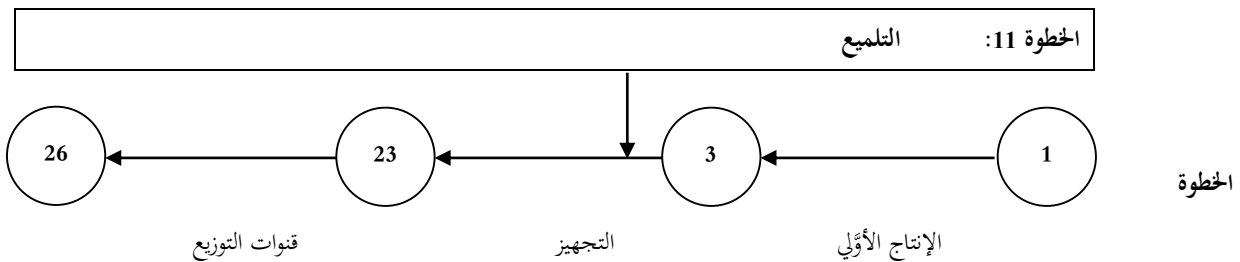 الخطوة 11: التلميع
1 3 23 26
الخطوة
الإنتاج الأوَّلي التجهيز قنوات التوزيع